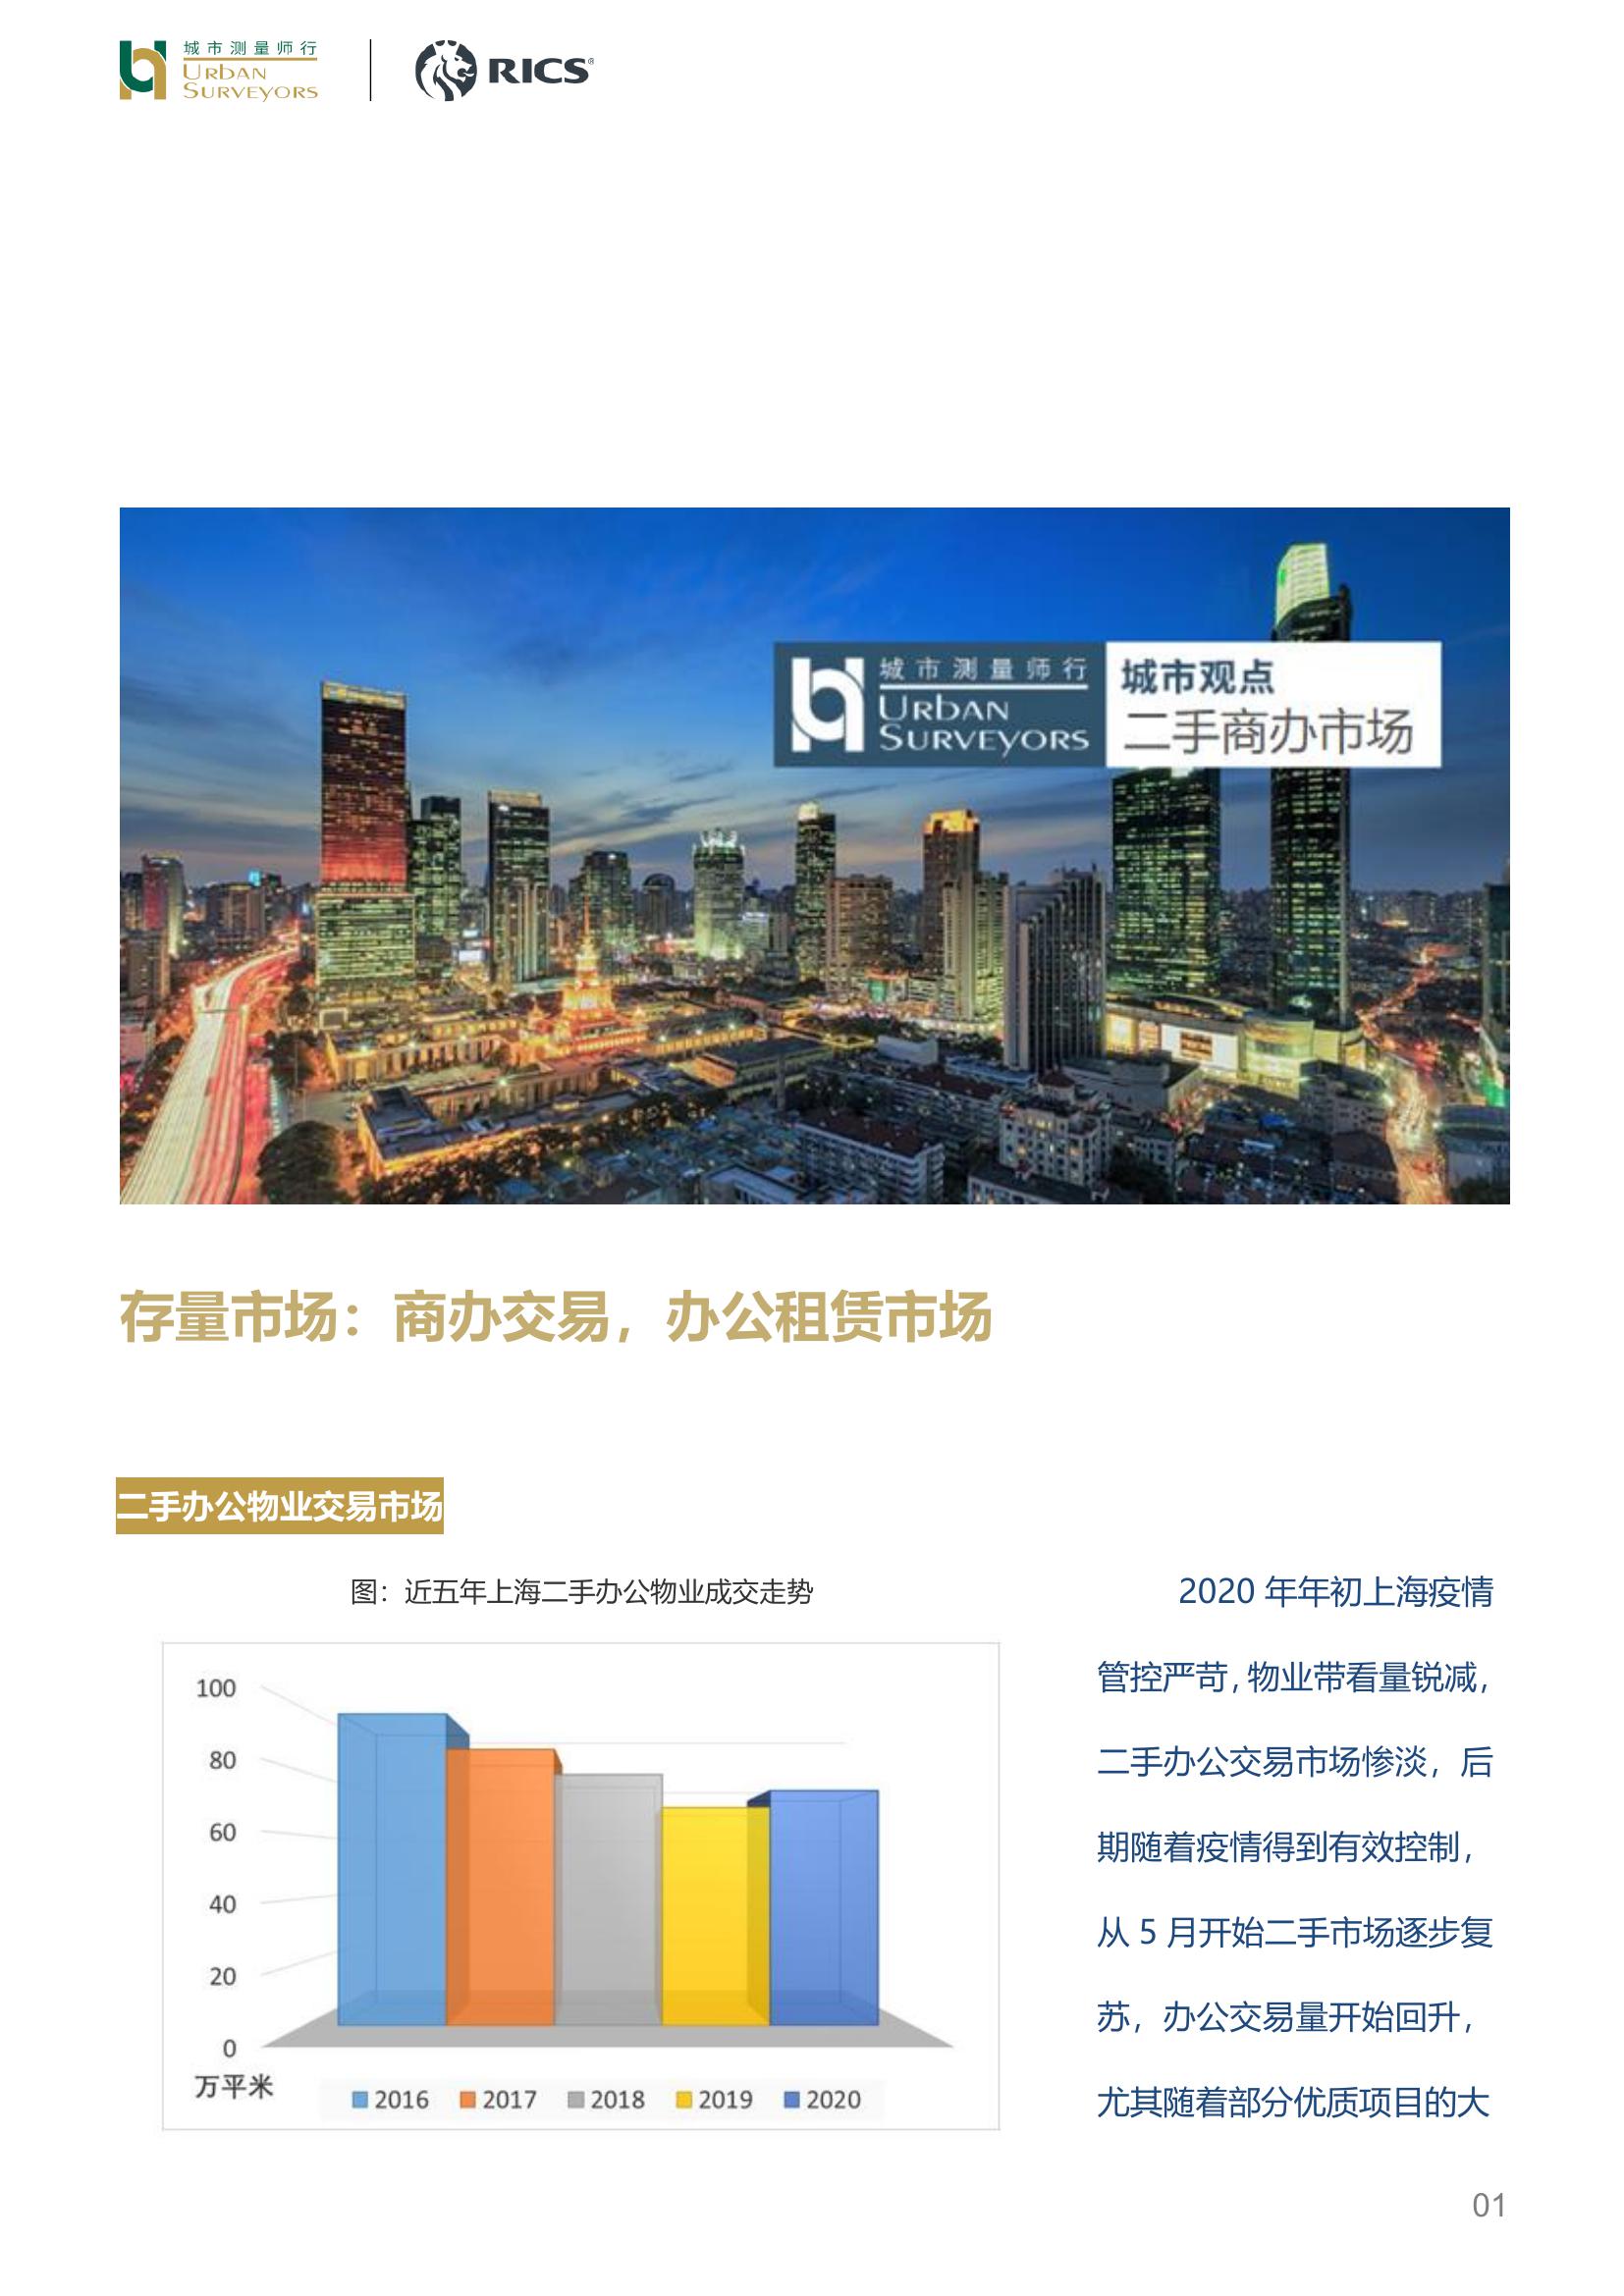 城市测量师行
URBAN
SURVEYORS
RICS®
城市测量师行
URBAN
SURVEYORS
城市观点
二手商办市场
存量市场：商办交易，办公租赁市场
二手办公物业交易市场
图：近五年上海二手办公物业成交走势
100
80
60
40
20
0
万平米
2016 2017 2018 2019 2020
2020 年年初上海疫情
管控严苛，物业带看量锐减，
二手办公交易市场惨淡，后
期随着疫情得到有效控制，
从 5 月开始二手市场逐步复
苏，办公交易量开始回升，
尤其随着部分优质项目的大
01